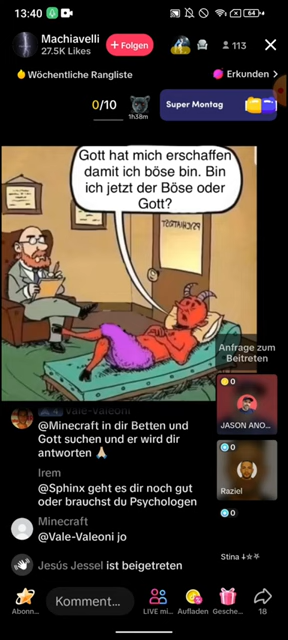 13:40
64
Machiavelli
27.5K Likes
+ Folgen
113
Wöchentliche Rangliste
Erkunden >
0/10
1h38m
Super Montag
Gott hat mich erschaffen
damit ich böse bin. Bin
ich jetzt der Böse oder
Gott?
PSYCHIATRIST
Anfrage zum
Beitreten
0
JASON ANO...
Vale-Valeoni
@Minecraft in dir Betten und
Gott suchen und er wird dir
antworten 🙏
0
Raziel
Irem
@Sphinx geht es dir noch gut
oder brauchst du Psychologen
0
Minecraft
@Vale-Valeoni jo
Stina
Jesús Jessel ist beigetreten
Abonn...
Komment...
LIVE mi...
Aufladen
Gesche...
18